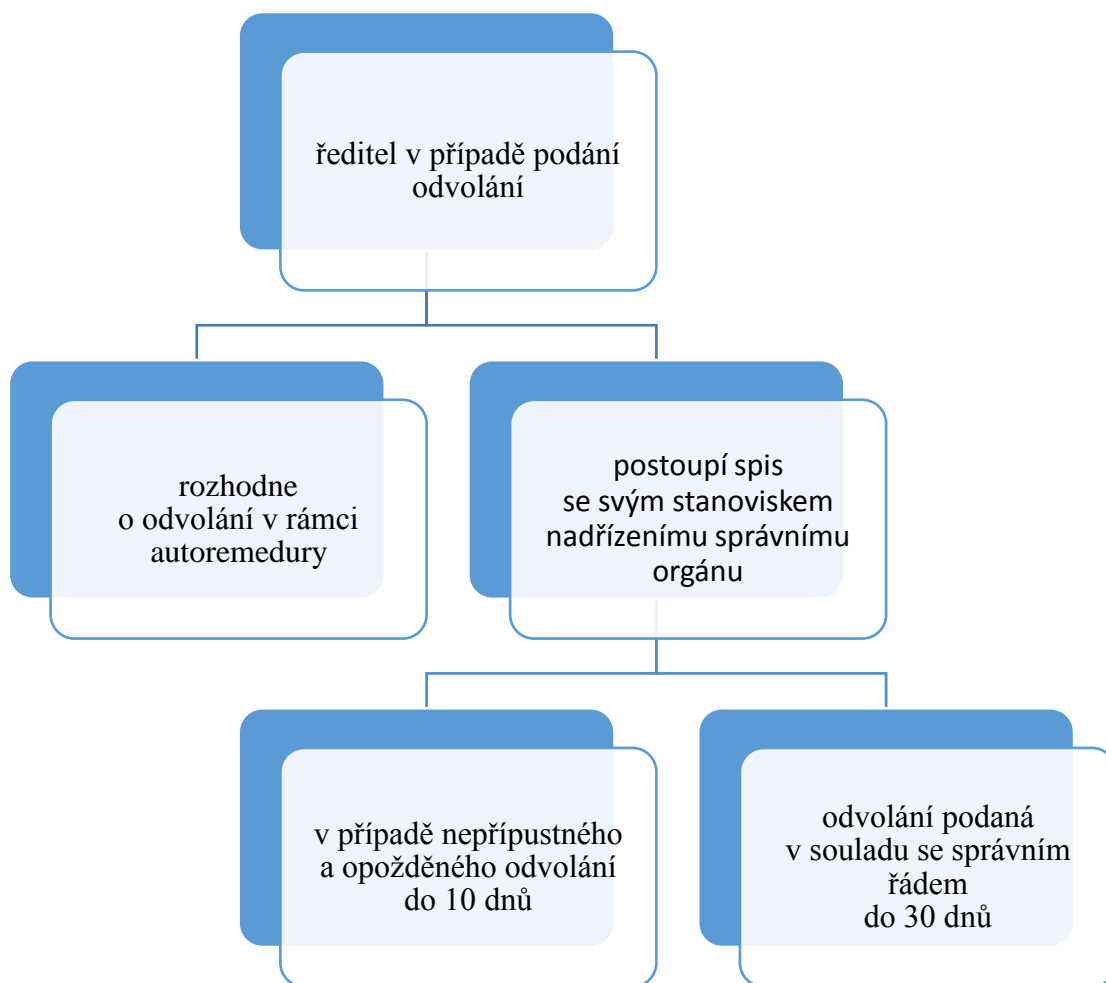 ředitel v případě podání
odvolání
rozhodne
o odvolání v rámci
autoremedury
postoupí spis
se svým stanoviskem
nadřízenímu správnímu
orgánu
v případě nepřípustného
a opožděného odvolání
do 10 dnů
odvolání podaná
v souladu se správním
řádem
do 30 dnů